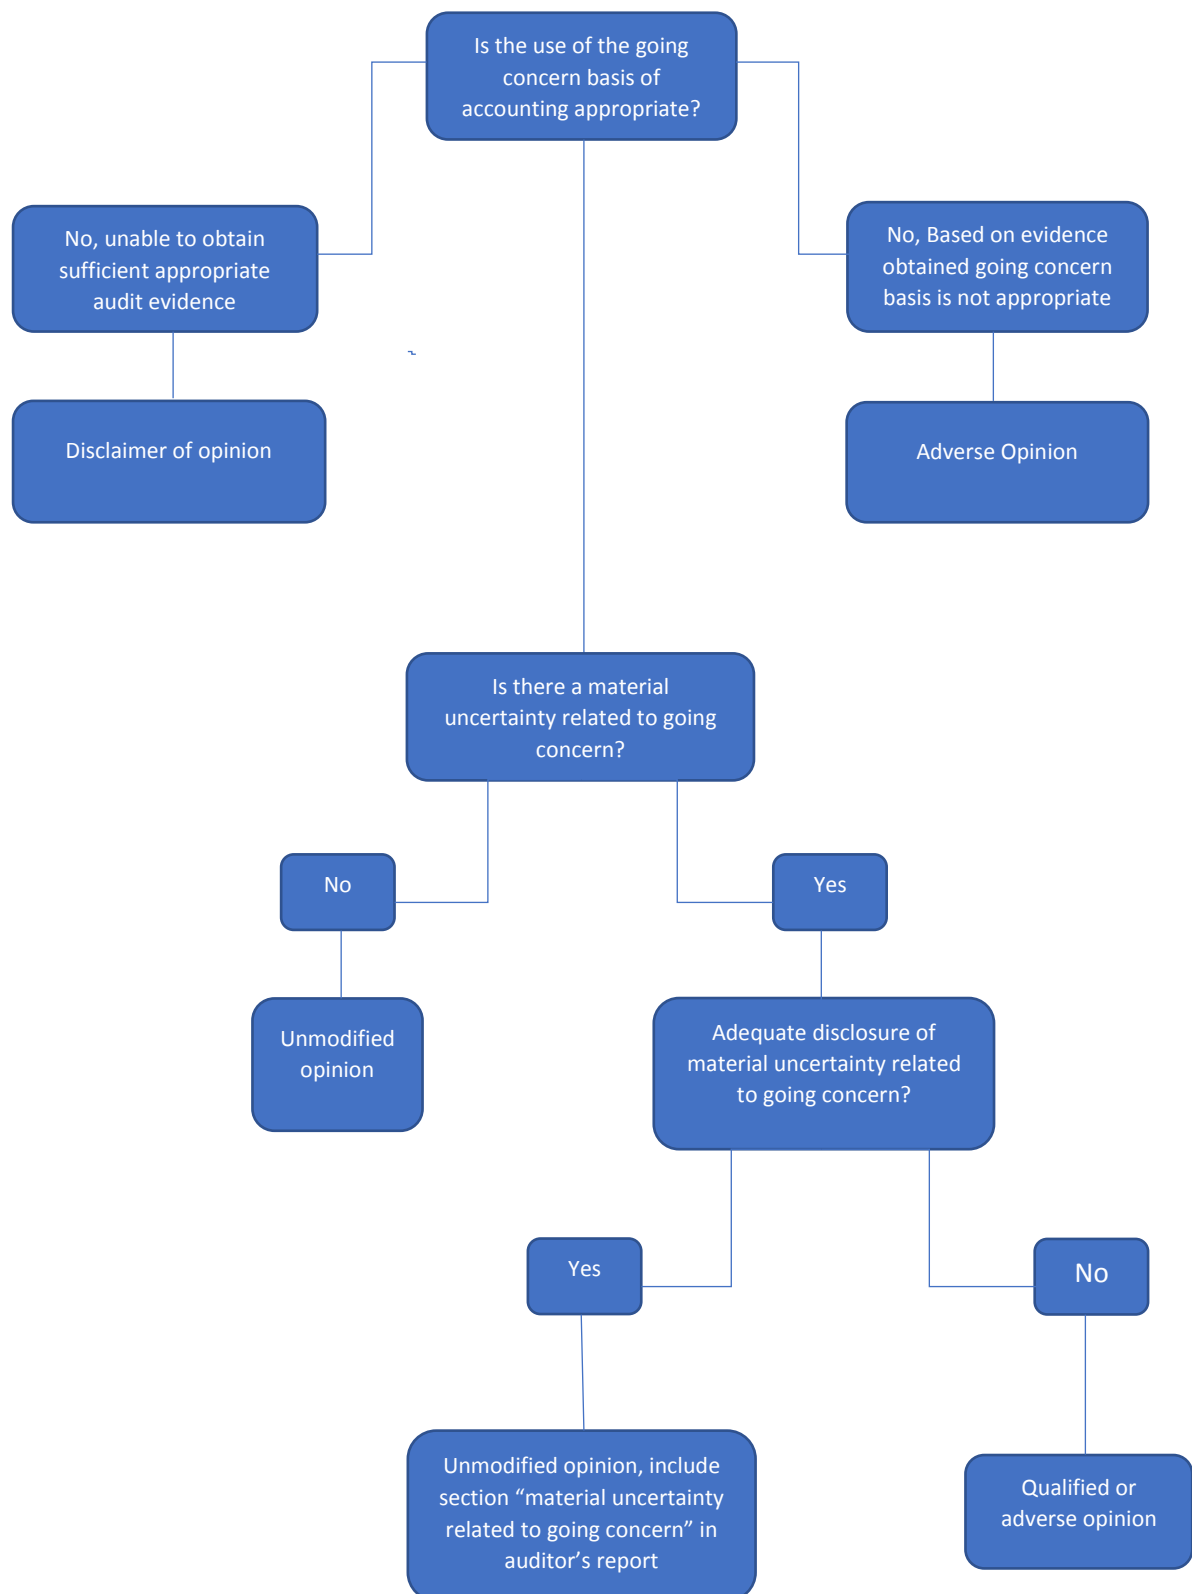 Is the use of the going
concern basis of
accounting appropriate?
No, unable to obtain
sufficient appropriate
audit evidence
No, Based on evidence
obtained going concern
basis is not appropriate
Disclaimer of opinion
Adverse Opinion
Is there a material
uncertainty related to going
concern?
No
Yes
Unmodified
opinion
Adequate disclosure of
material uncertainty related
to going concern?
Yes
No
Unmodified opinion, include
section “material uncertainty
related to going concern” in
auditor’s report
Qualified or
adverse opinion